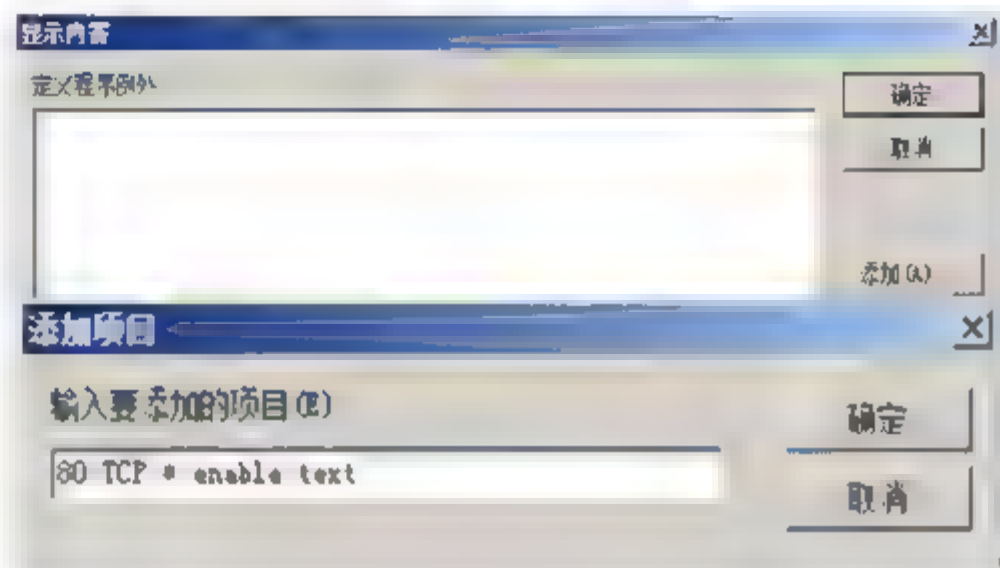 显示内容
定义程序例外
确定
取消
添加(A)
添加项目
输入要添加的项目(E)
确定
80 TCP * enable text
取消